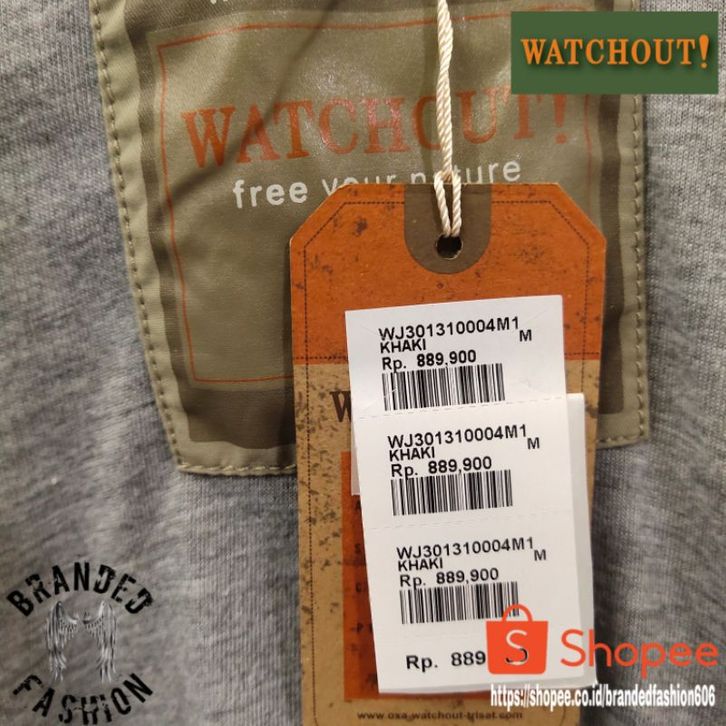 WATCHOUT!
WATCHOUT!
free your nature
WJ301310004M1
M
KHAKI
Rp. 889,900
WJ301310004M1
M
KHAKI
Rp. 889,900
WJ301310004M1
M
KHAKI
Rp. 889,900
Rp. 889
BRANDED
FASHION
Shopee
https://shopee.co.id/brandedfashion606
www.oxa-watchout-trisat.com